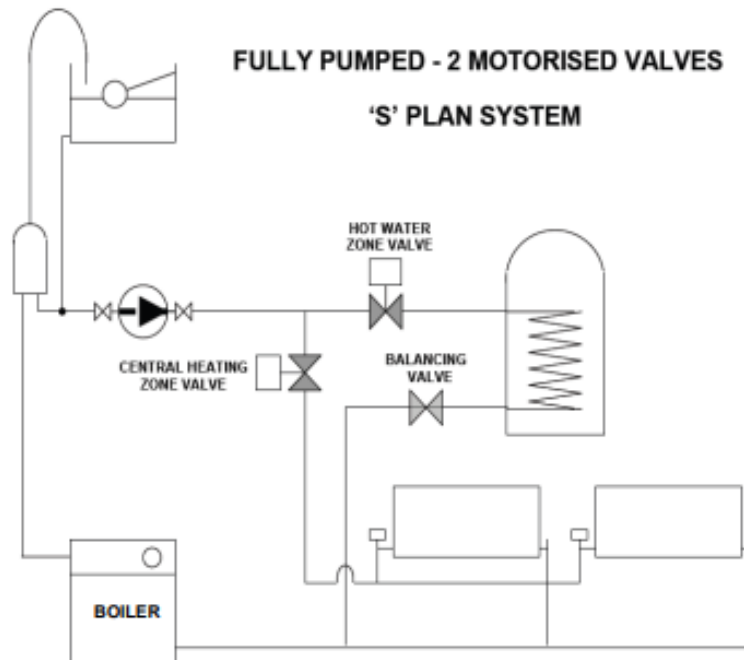 FULLY PUMPED - 2 MOTORISED VALVES
‘S’ PLAN SYSTEM
HOT WATER
ZONE VALVE
CENTRAL HEATING
ZONE VALVE
BALANCING
VALVE
BOILER